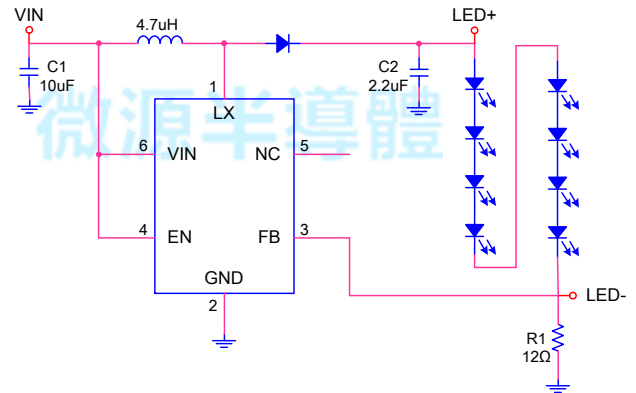 VIN
4.7uH
LED+
C1
10uF
C2
2.2uF
1
LX
微源半導體
6
VIN
NC
5
4
EN
FB
3
GND
2
LED-
R1
12Ω